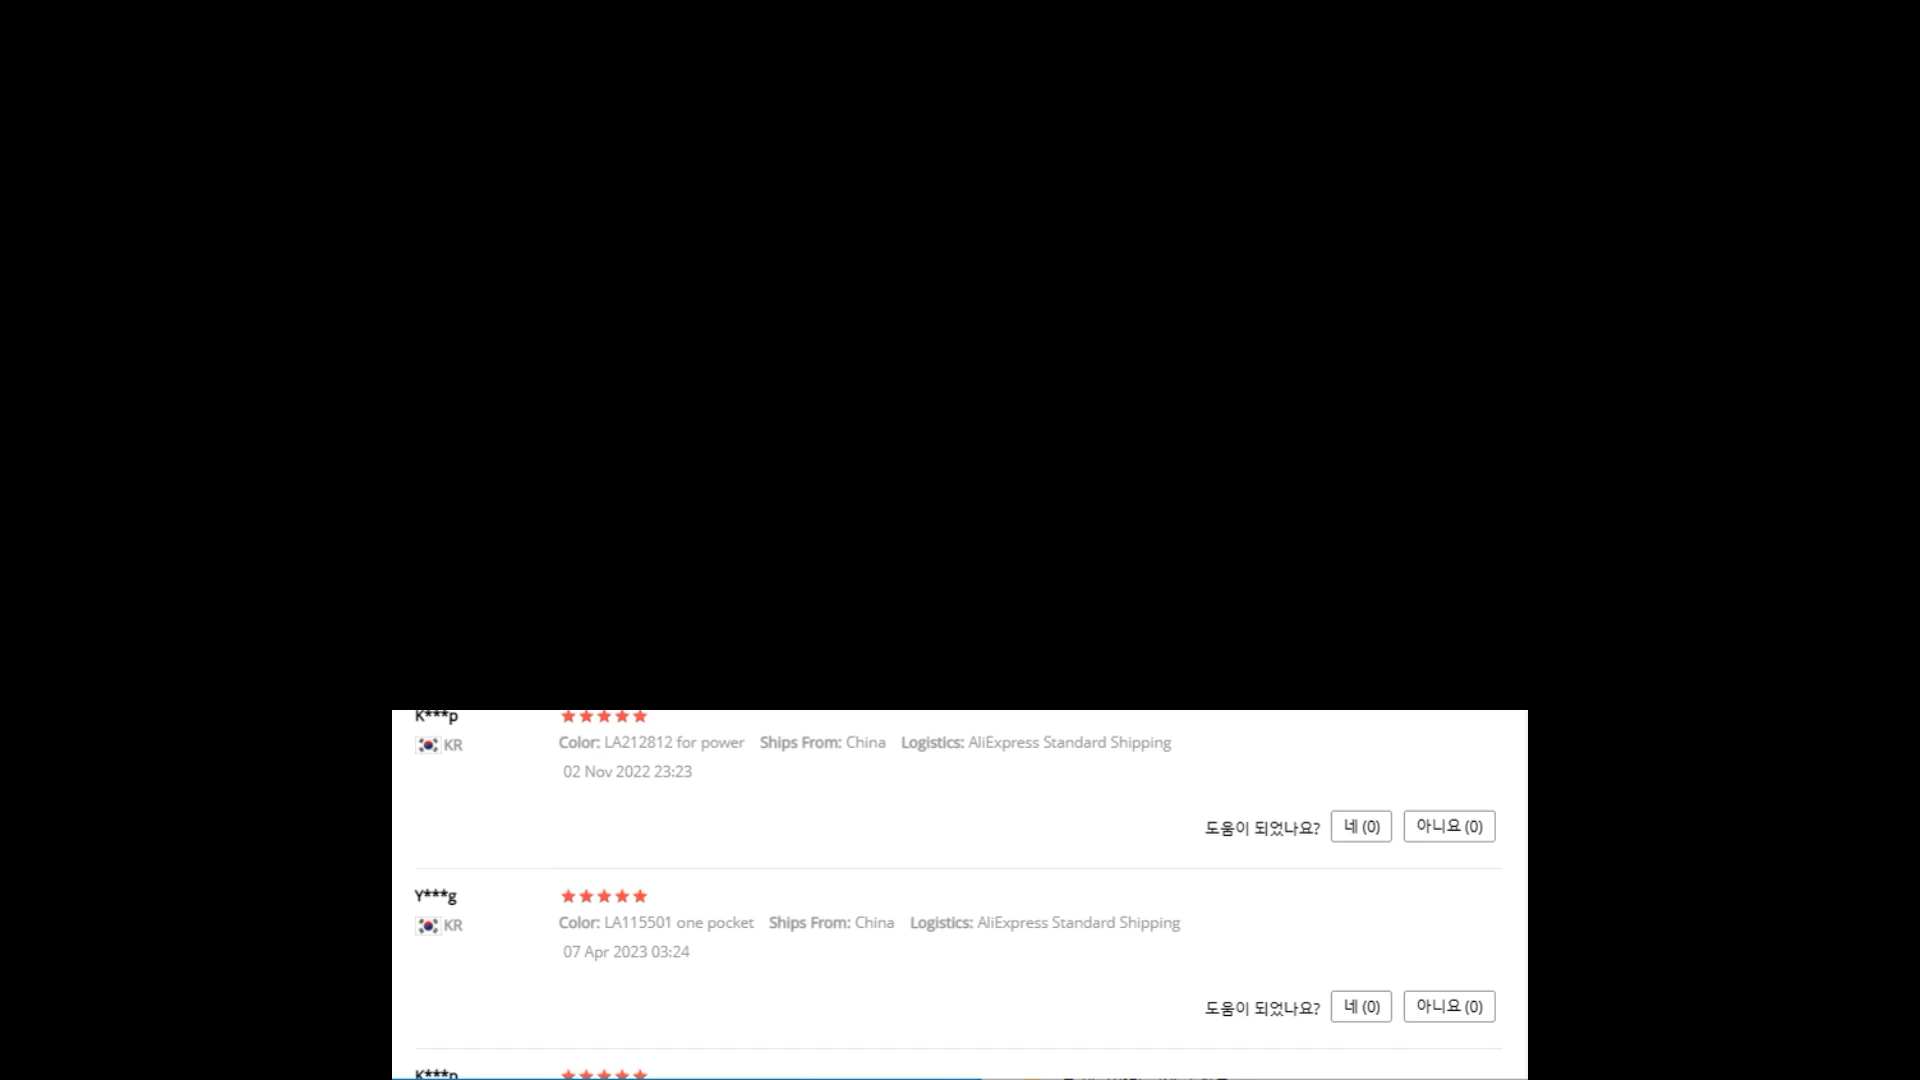 K***p
KR
Color: LA212812 for power Ships From: China Logistics: AliExpress Standard Shipping
02 Nov 2022 23:23
도움이 되었나요? 네 (0) 아니요 (0)
Y***g
KR
Color: LA115501 one pocket Ships From: China Logistics: AliExpress Standard Shipping
07 Apr 2023 03:24
도움이 되었나요? 네 (0) 아니요 (0)
K***p